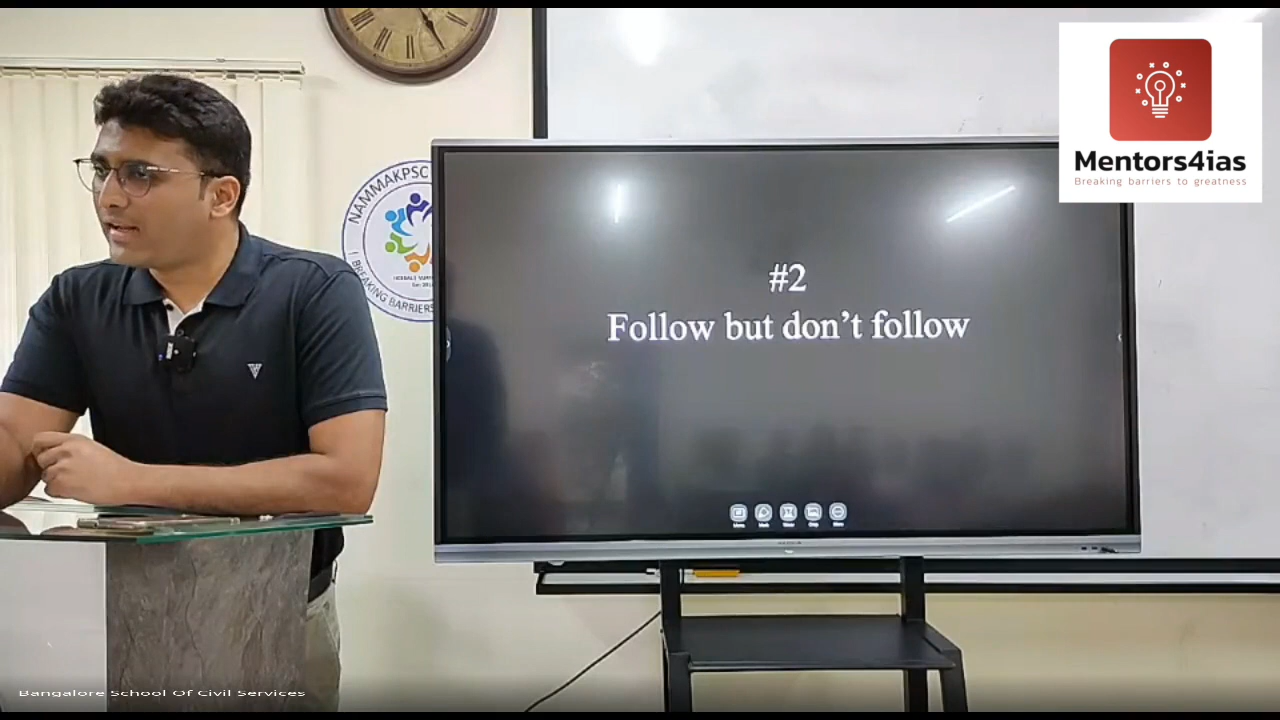 Mentors4ias
Breaking barriers to greatness
NAMMAKPSC
BREAKING BARRIERS
#2
Follow but don't follow
Bangalore School Of Civil Services